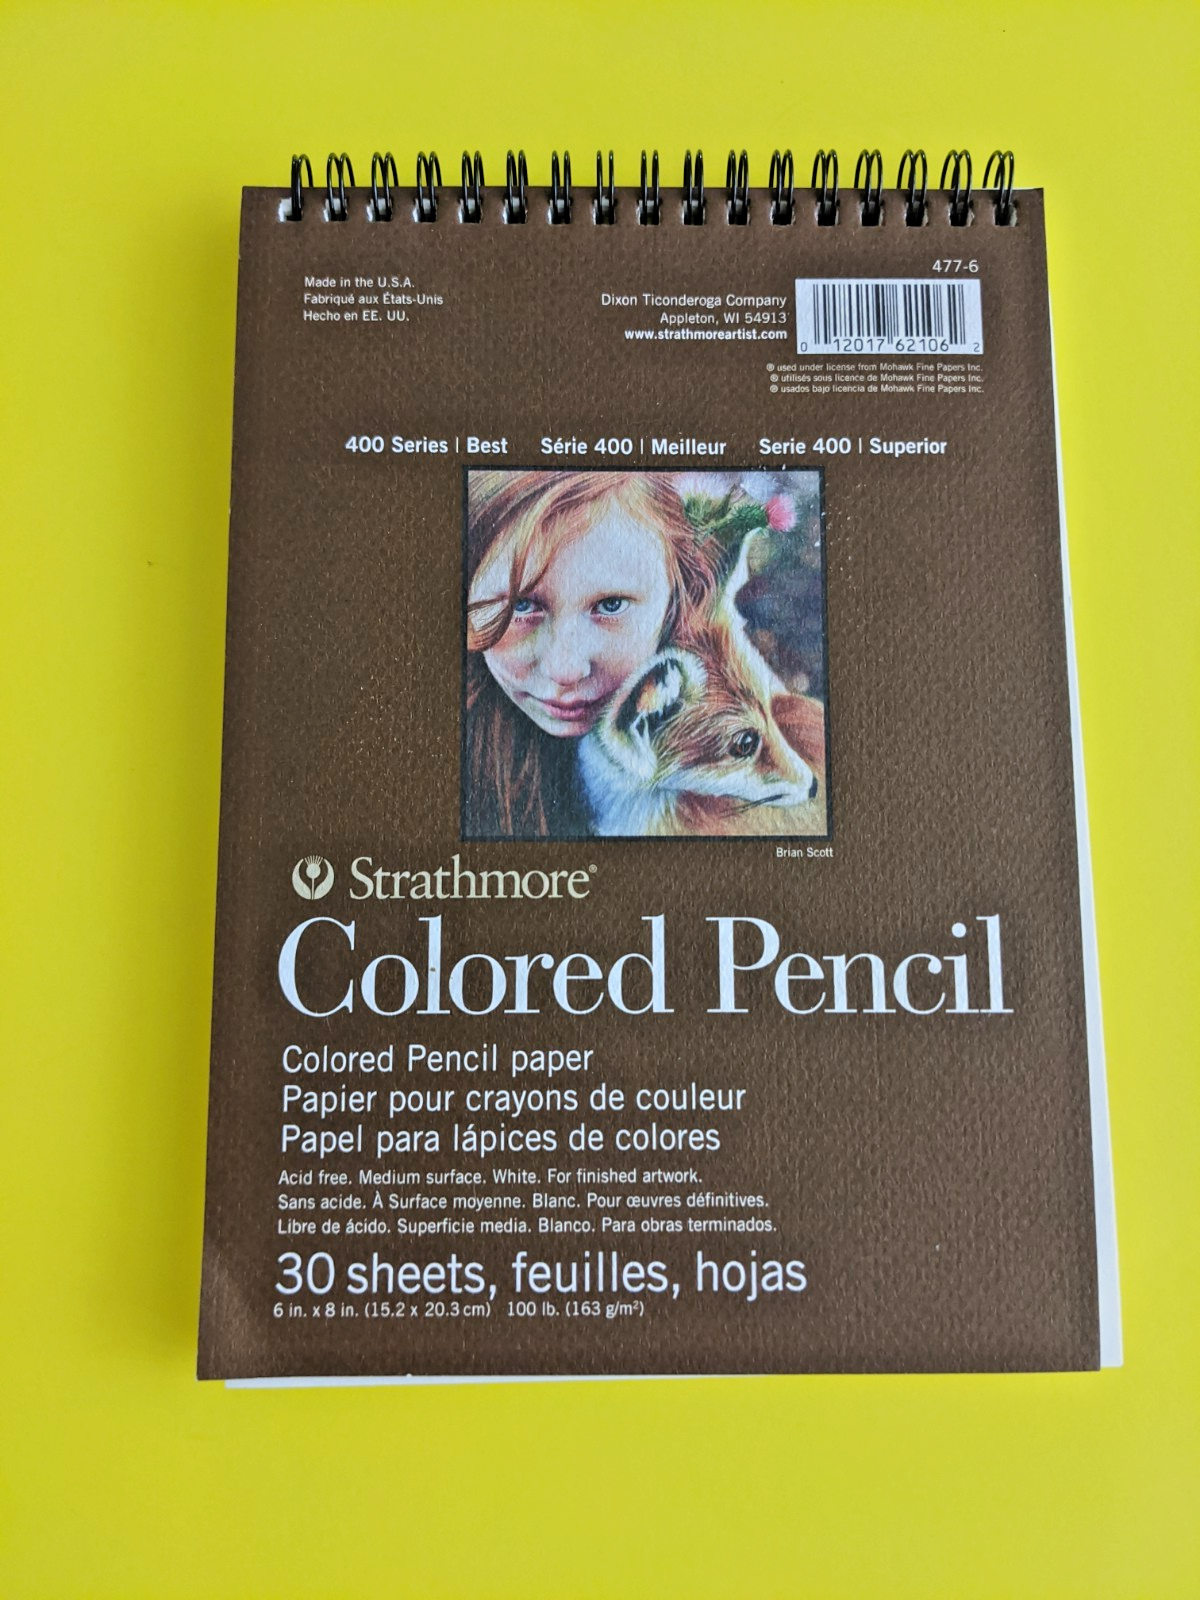 477-6
Made in the U.S.A.
Fabriqué aux États-Unis
Hecho en EE. UU.
Dixon Ticonderoga Company
Appleton, WI 54913
www.strathmoreartist.com
0 12017 62106 2
® used under license from Mohawk Fine Papers Inc.
® utilisés sous licence de Mohawk Fine Papers Inc.
® usados bajo licencia de Mohawk Fine Papers Inc.
400 Series | Best Série 400 | Meilleur Serie 400 | Superior
Brian Scott
Strathmore®
Colored Pencil
Colored Pencil paper
Papier pour crayons de couleur
Papel para lápices de colores
Acid free. Medium surface. White. For finished artwork.
Sans acide. À Surface moyenne. Blanc. Pour œuvres définitives.
Libre de ácido. Superficie media. Blanco. Para obras terminados.
30 sheets, feuilles, hojas
6 in. x 8 in. (15.2 x 20.3 cm) 100 lb. (163 g/m²)